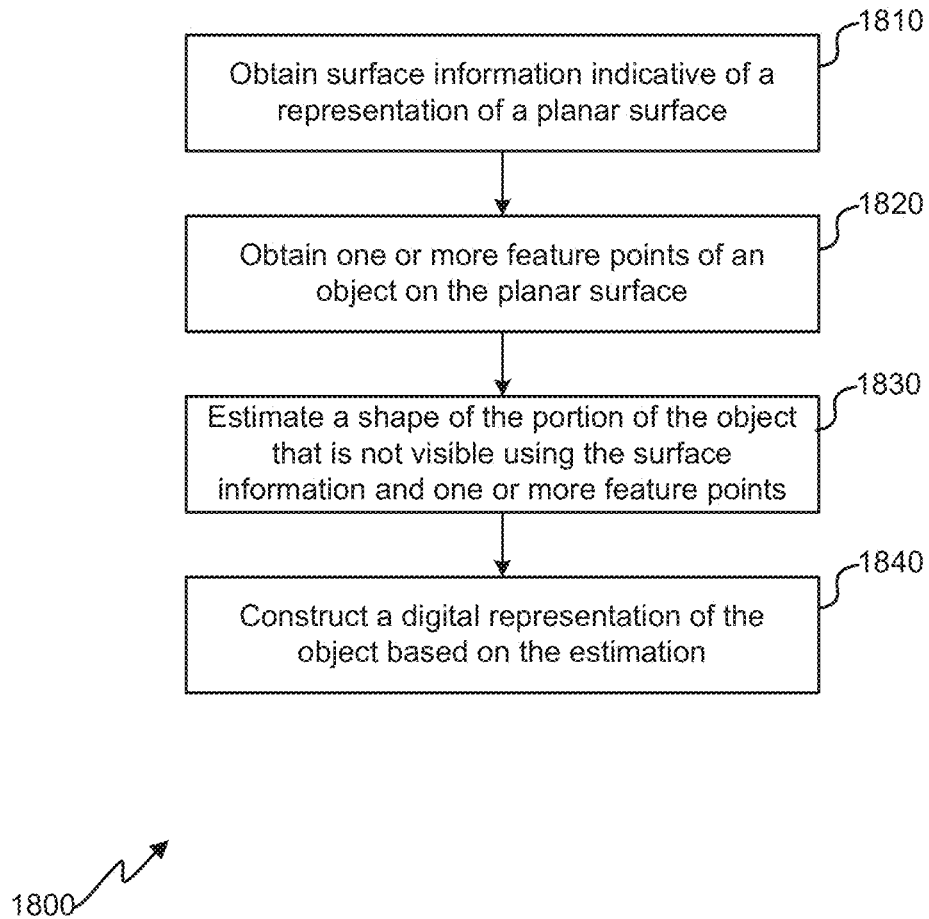 1810
Obtain surface information indicative of a
representation of a planar surface
1820
Obtain one or more feature points of an
object on the planar surface
1830
Estimate a shape of the portion of the object
that is not visible using the surface
information and one or more feature points
1840
Construct a digital representation of the
object based on the estimation
1800